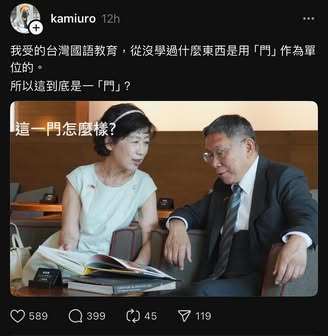 kamiuro 12h
我受的台灣國語教育，從沒學過什麼東西是用「門」作為單
位的。
所以這到底是一「門」?
這一門怎麼樣?
589 399 45 119